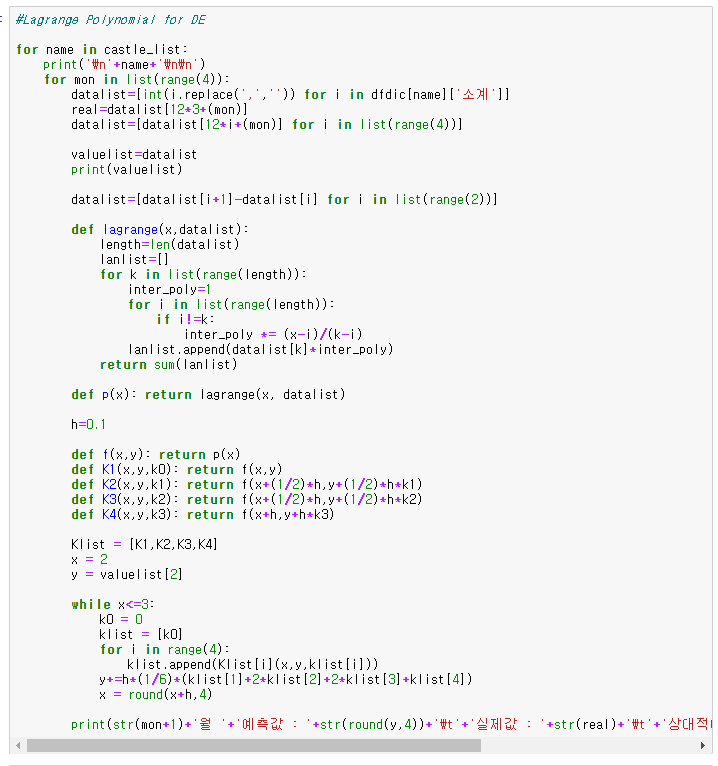 #Lagrange Polynomial for DE
for name in castle_list:
    print('₩n'+name+'₩n₩n')
    for mon in list(range(4)):
        datalist=[int(i.replace(',','')) for i in dfdic[name]['소계']]
        real=datalist[12*3+(mon)]
        datalist=[datalist[12*i+(mon)] for i in list(range(4))]
        valuelist=datalist
        print(valuelist)
        datalist=[datalist[i+1]-datalist[i] for i in list(range(2))]
        def lagrange(x,datalist):
            length=len(datalist)
            lanlist=[]
            for k in list(range(length)):
                inter_poly=1
                for i in list(range(length)):
                    if i!=k:
                        inter_poly *= (x-i)/(k-i)
                lanlist.append(datalist[k]*inter_poly)
            return sum(lanlist)
        def p(x): return lagrange(x, datalist)
        h=0.1
        def f(x,y): return p(x)
        def K1(x,y,k0): return f(x,y)
        def K2(x,y,k1): return f(x+(1/2)*h,y+(1/2)*h*k1)
        def K3(x,y,k2): return f(x+(1/2)*h,y+(1/2)*h*k2)
        def K4(x,y,k3): return f(x+h,y+h*k3)
        Klist = [K1,K2,K3,K4]
        x = 2
        y = valuelist[2]
        while x<=3:
            k0 = 0
            klist = [k0]
            for i in range(4):
                klist.append(Klist[i](x,y,klist[i]))
            y+=h*(1/6)*(klist[1]+2*klist[2]+2*klist[3]+klist[4])
            x = round(x+h,4)
        print(str(mon+1)+'월 '+'예측값 : '+str(round(y,4))+'₩t'+'실제값 : '+str(real)+'₩t'+'상대적